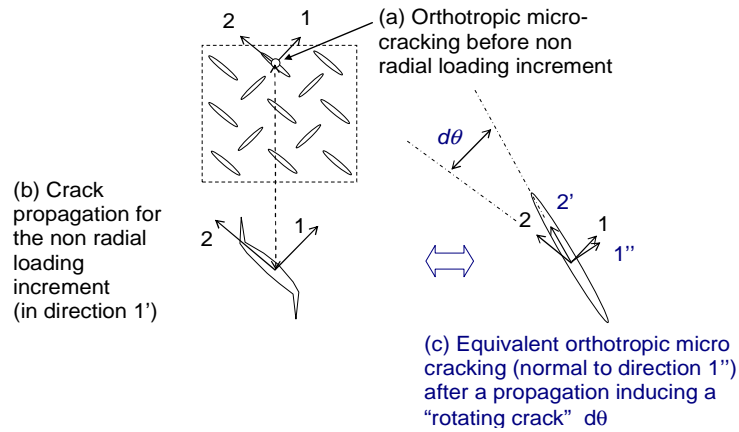 2
1
(a) Orthotropic micro-
cracking before non
radial loading increment
dθ
(b) Crack
propagation for
the non radial
loading
increment
(in direction 1')
2
1
2'
2
1
1''
(c) Equivalent orthotropic micro
cracking (normal to direction 1'')
after a propagation inducing a
“rotating crack”  dθ